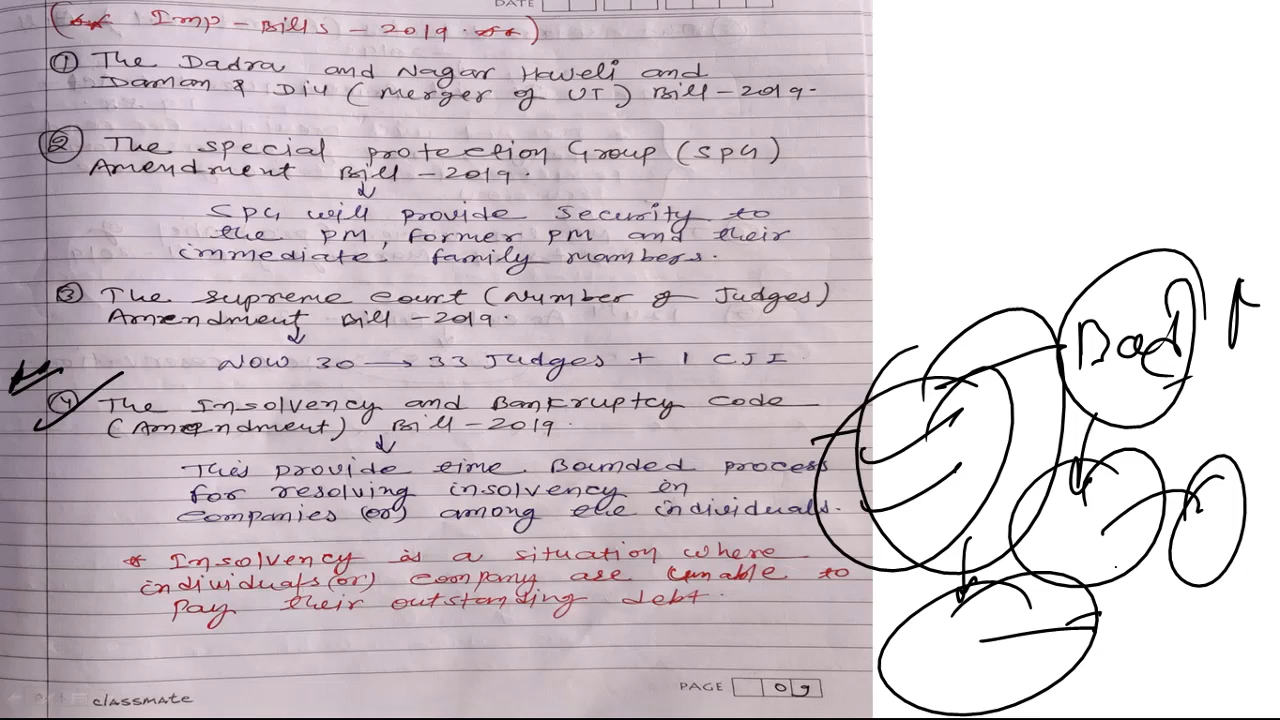 DATE
(** Imp - Bills - 2019 **)
① The Dadra and Nagar Haweli and
Daman & Diu (merger of UT) Bill - 2019.
② The special protection Group (SPG)
Amendment Bill - 2019.
SPG will provide security to
the PM, former PM and their
immediate family mambers.
③ The supreme court (Number of Judges)
Amendment Bill - 2019.
Now 30 → 33 Judges + 1 CJI
④ The Insolvency and Bankruptcy code
(Amendment) Bill - 2019.
This provide time Bounded process
for resolving insolvency in
companies (or) among the individuals.
* Insolvency is a situation where
individuals (or) company are unable to
pay their outstanding debt.
Bad
classmate
PAGE 09